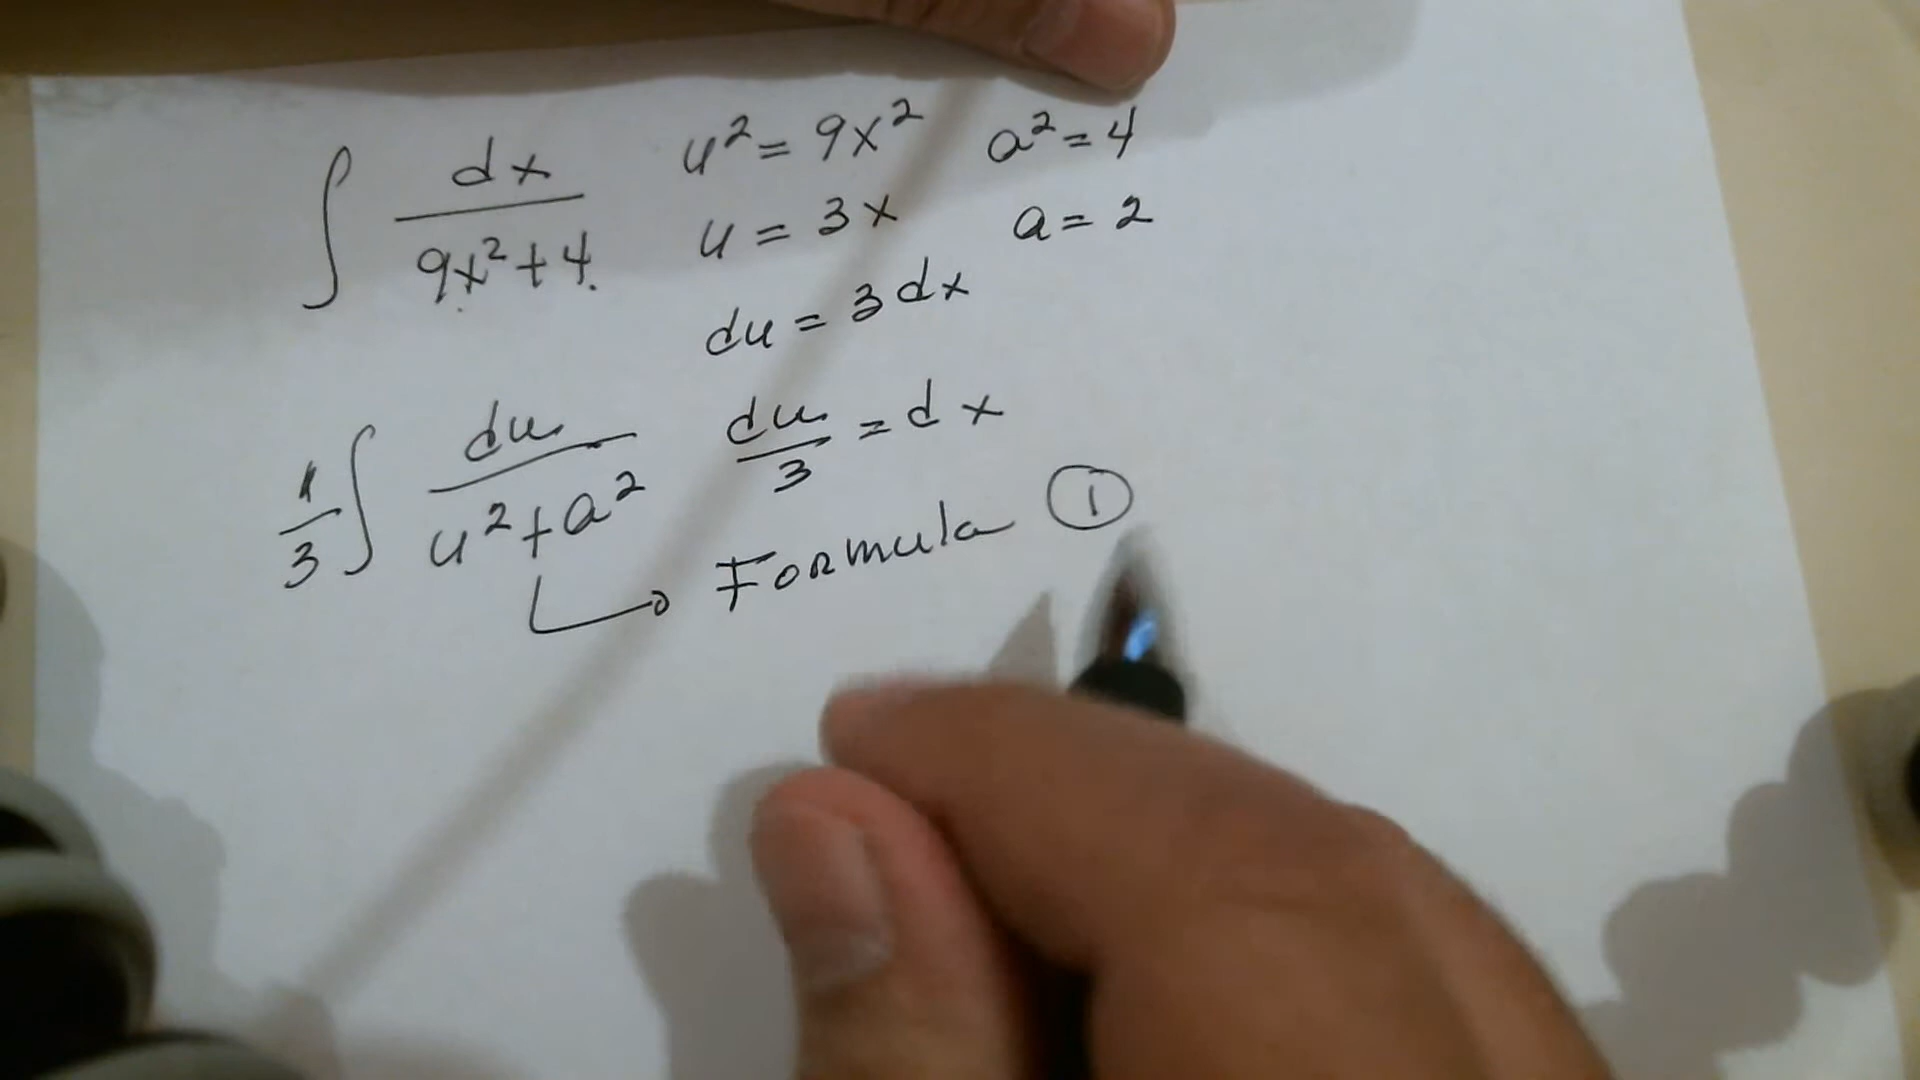 ∫ dx / 9x² + 4   u² = 9x²   a² = 4
u = 3x   a = 2
du = 3dx
1/3 ∫ du / u² + a²   du/3 = dx
Formula ①